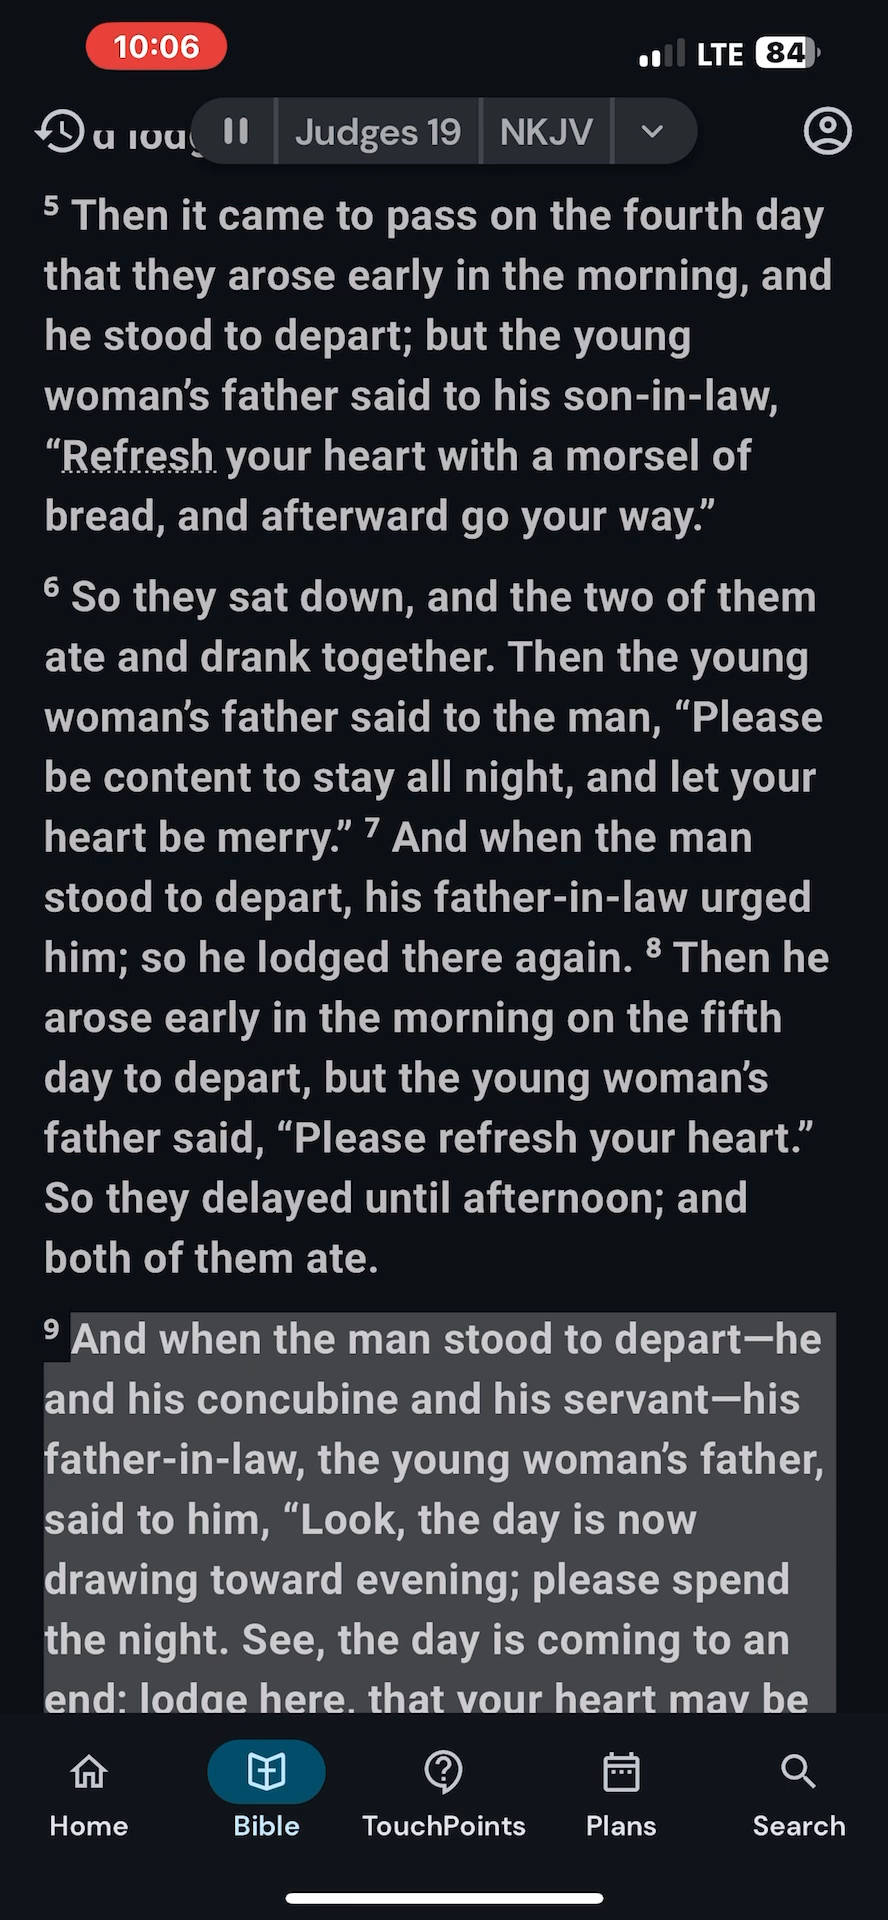 10:06
LTE 84
Judges 19
NKJV
5 Then it came to pass on the fourth day
that they arose early in the morning, and
he stood to depart; but the young
woman’s father said to his son-in-law,
“Refresh your heart with a morsel of
bread, and afterward go your way.”
6 So they sat down, and the two of them
ate and drank together. Then the young
woman’s father said to the man, “Please
be content to stay all night, and let your
heart be merry.” 7 And when the man
stood to depart, his father-in-law urged
him; so he lodged there again. 8 Then he
arose early in the morning on the fifth
day to depart, but the young woman’s
father said, “Please refresh your heart.”
So they delayed until afternoon; and
both of them ate.
9 And when the man stood to depart—he
and his concubine and his servant—his
father-in-law, the young woman’s father,
said to him, “Look, the day is now
drawing toward evening; please spend
the night. See, the day is coming to an
end; lodge here, that your heart may be
Home
Bible
TouchPoints
Plans
Search